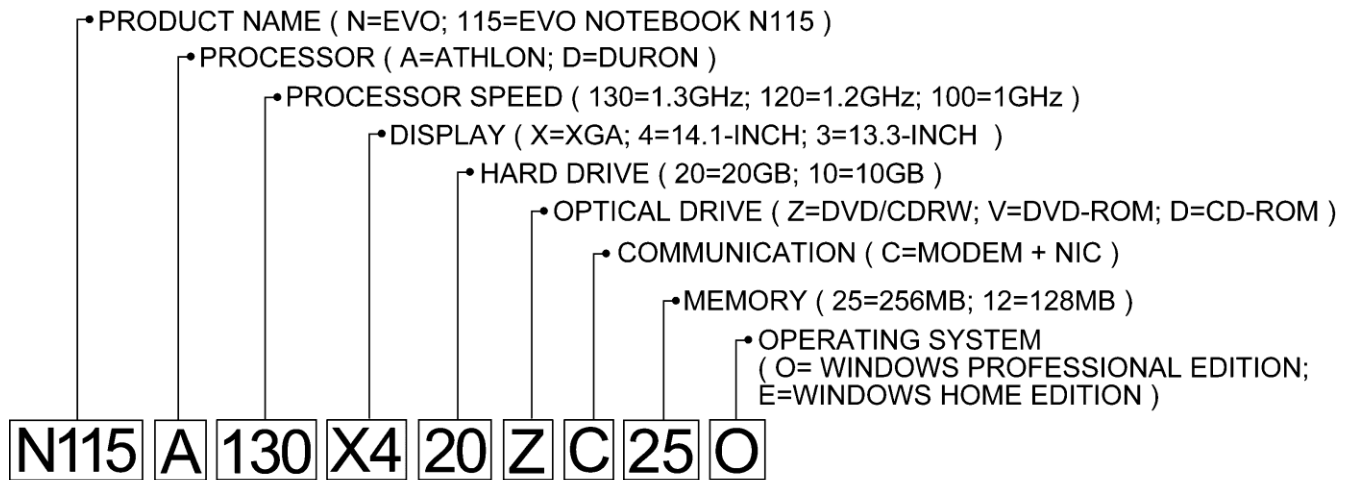 PRODUCT NAME ( N=EVO; 115=EVO NOTEBOOK N115 )
PROCESSOR ( A=ATHLON; D=DURON )
PROCESSOR SPEED ( 130=1.3GHz; 120=1.2GHz; 100=1GHz )
DISPLAY ( X=XGA; 4=14.1-INCH; 3=13.3-INCH )
HARD DRIVE ( 20=20GB; 10=10GB )
OPTICAL DRIVE ( Z=DVD/CDRW; V=DVD-ROM; D=CD-ROM )
COMMUNICATION ( C=MODEM + NIC )
MEMORY ( 25=256MB; 12=128MB )
OPERATING SYSTEM
( O= WINDOWS PROFESSIONAL EDITION;
E=WINDOWS HOME EDITION )
N115 A 130 X4 20 Z C 25 O